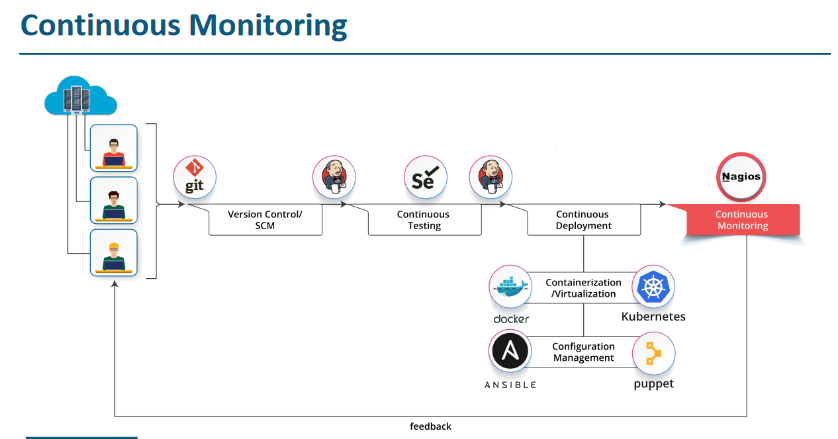 Continuous Monitoring
git
Se
Nagios
Version Control/
SCM
Continuous
Testing
Continuous
Deployment
Continuous
Monitoring
docker
Containerization
/Virtualization
Kubernetes
ANSIBLE
Configuration
Management
puppet
feedback